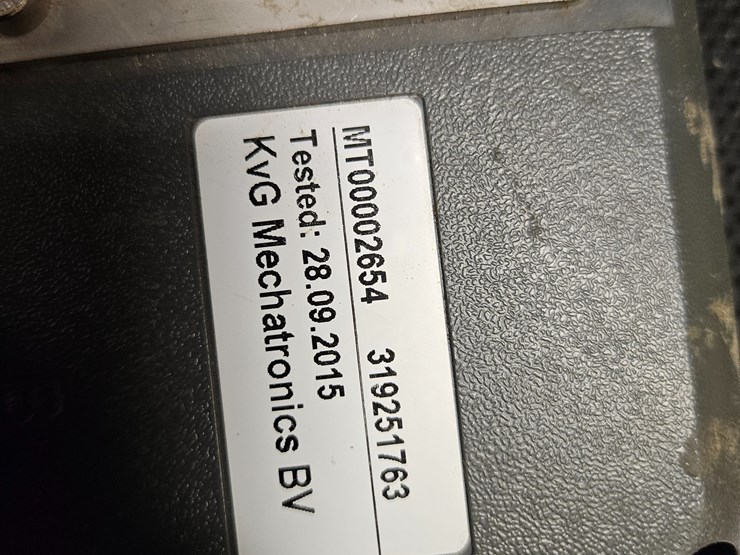 MT00002654 319251763
Tested: 28.09.2015
KvG Mechatronics BV